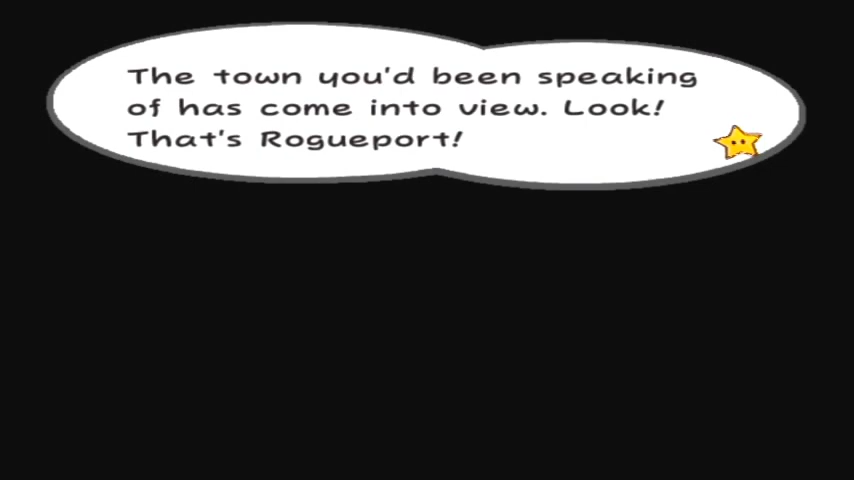 The town you'd been speaking
of has come into view. Look!
That's Rogueport!